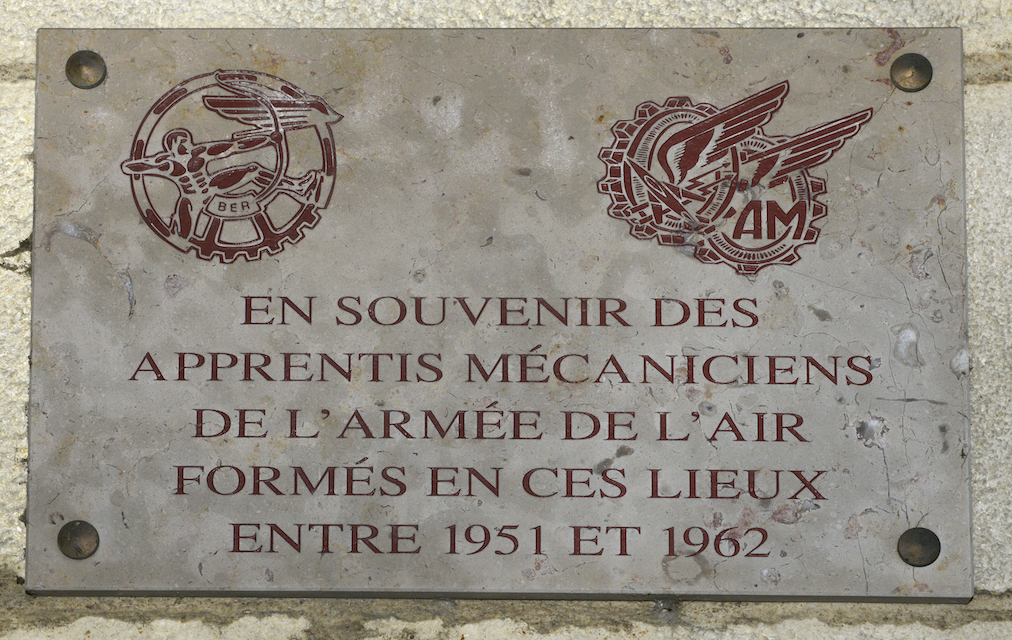 BER
AM
EN SOUVENIR DES
APPRENTIS MÉCANICIENS
DE L'ARMÉE DE L'AIR
FORMÉS EN CES LIEUX
ENTRE 1951 ET 1962